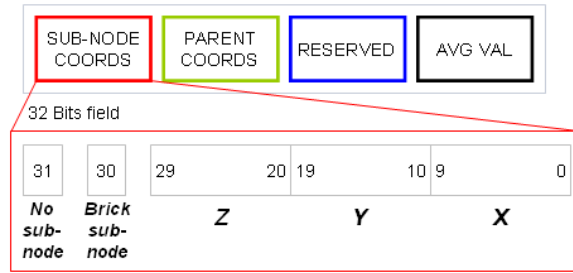 SUB-NODE PARENT RESERVED AVG VAL
COORDS COORDS
32 Bits field
31 30 29 20 19 10 9 0
No Brick Z Y X
sub- sub-
node node